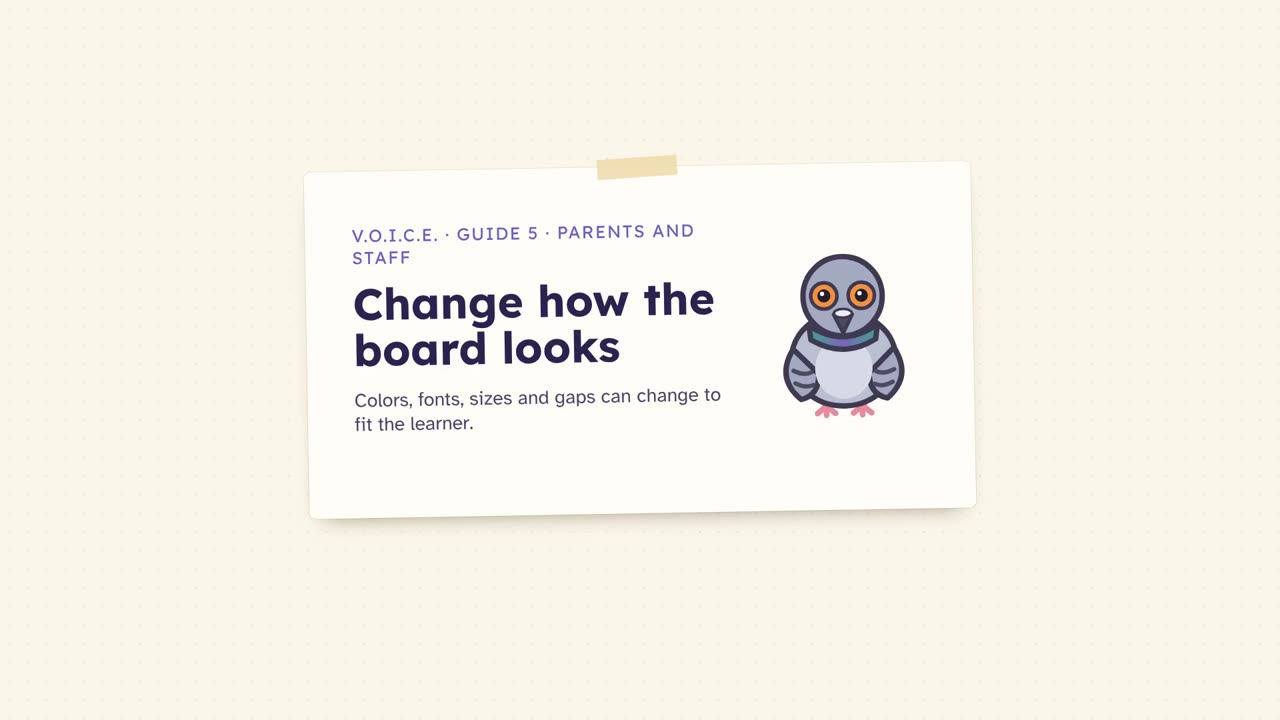 V.O.I.C.E. · GUIDE 5 · PARENTS AND
STAFF
Change how the
board looks
Colors, fonts, sizes and gaps can change to
fit the learner.